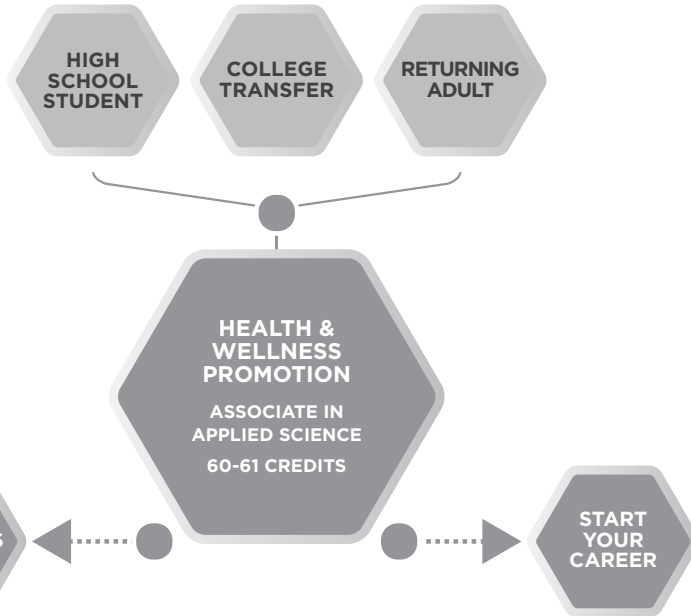 HIGH
SCHOOL
STUDENT
COLLEGE
TRANSFER
RETURNING
ADULT
HEALTH &
WELLNESS
PROMOTION
ASSOCIATE IN
APPLIED SCIENCE
60-61 CREDITS
START
YOUR
CAREER